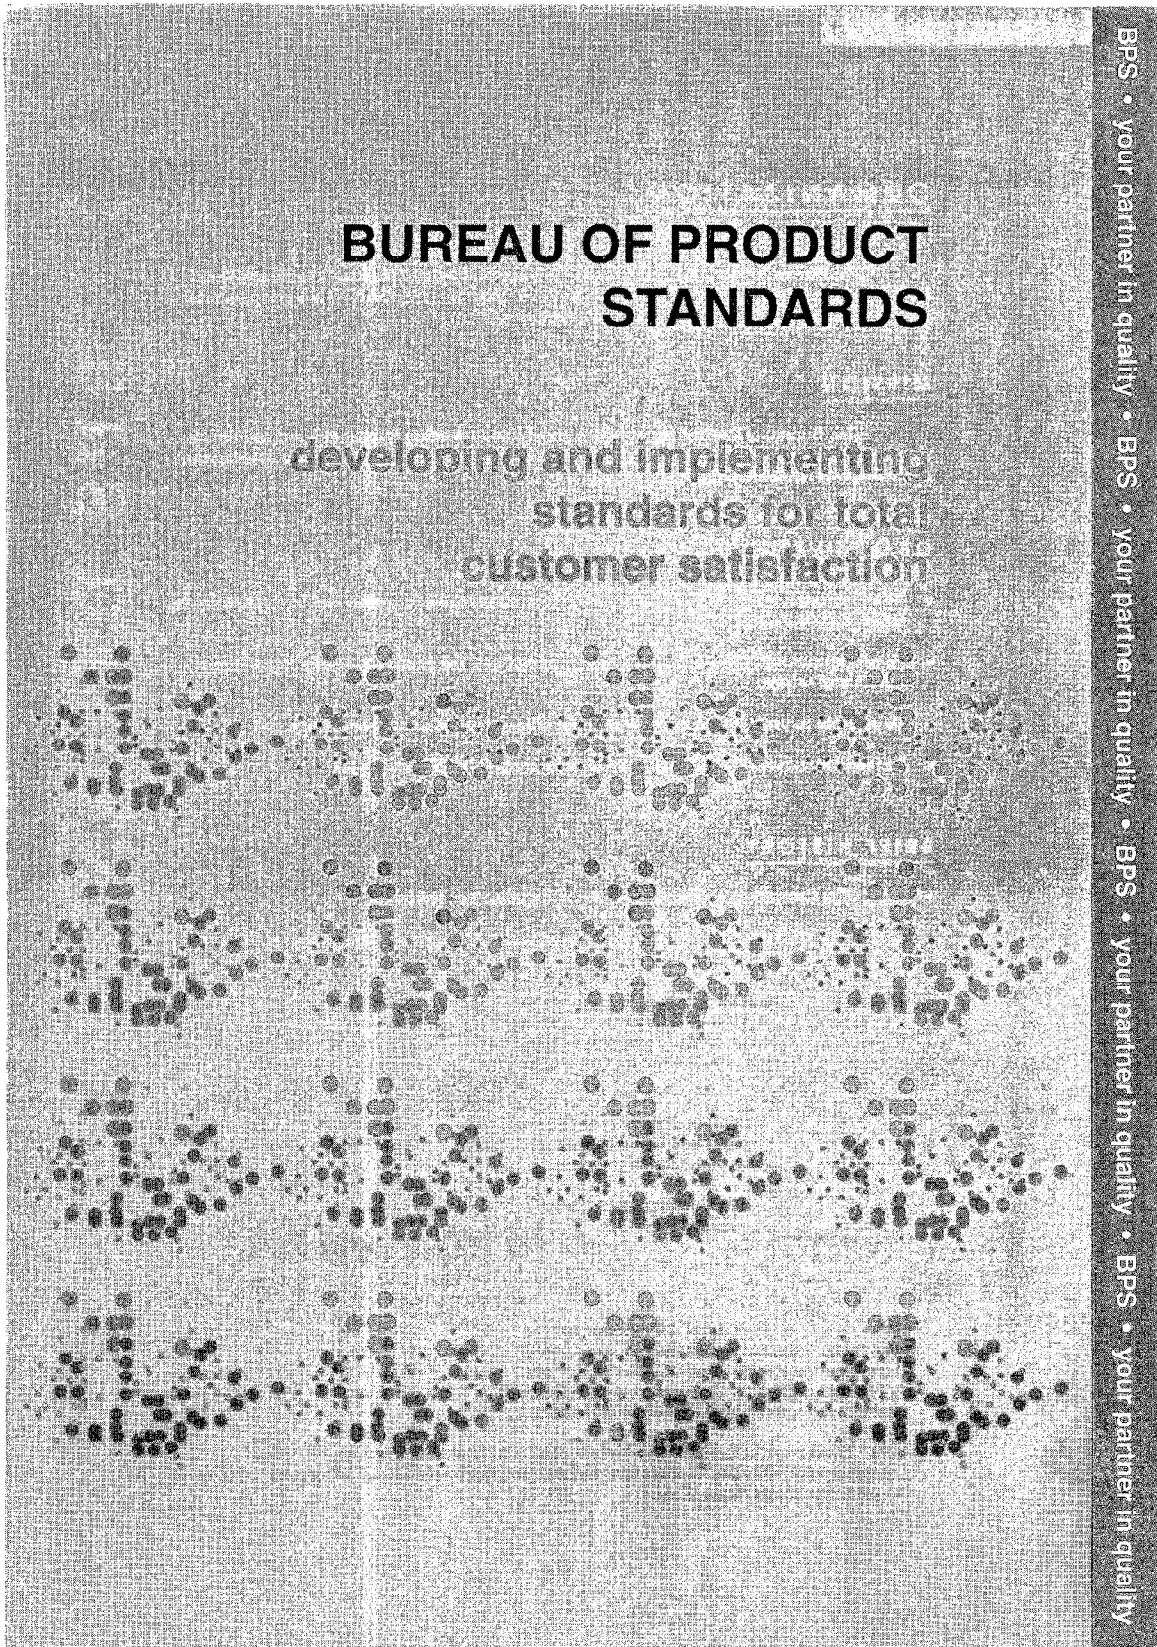 BUREAU OF PRODUCT
STANDARDS
developing and implementing
standards for total
customer satisfaction
BPS • your partner in quality • BPS • your partner in quality • BPS • your partner in quality • BPS • your partner in quality